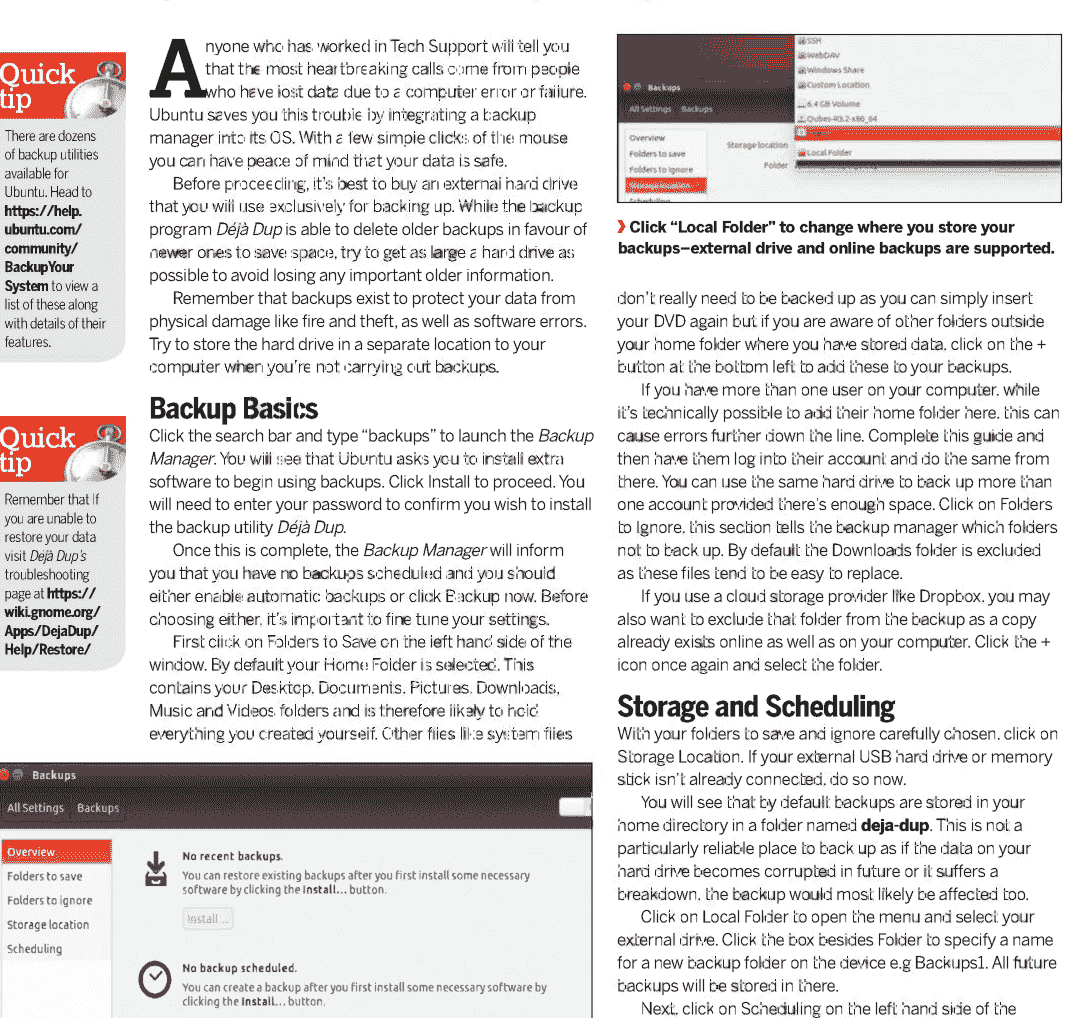 Quick
tip
There are dozens
of backup utilities
available for
Ubuntu. Head to
https://help.
ubuntu.com/
community/
BackupYour
System to view a
list of these along
with details of their
features.
Quick
tip
Remember that If
you are unable to
restore your data
visit Dejà Dup's
troubleshooting
page at https://
wiki.gnome.org/
Apps/DejaDup/
Help/Restore/
Anyone who has worked in Tech Support will tell you
that the most heartbreaking calls come from people
who have lost data due to a computer error or failure.
Ubuntu saves you this trouble by integrating a backup
manager into its OS. With a few simple clicks of the mouse
you can have peace of mind that your data is safe.
Before proceeding, it's best to buy an external hard drive
that you will use exclusively for backing up. While the backup
program Déjà Dup is able to delete older backups in favour of
newer ones to save space, try to get as large a hard drive as
possible to avoid losing any important older information.
Remember that backups exist to protect your data from
physical damage like fire and theft, as well as software errors.
Try to store the hard drive in a separate location to your
computer when you're not carrying out backups.
Backup Basics
Click the search bar and type “backups” to launch the Backup
Manager. You will see that Ubuntu asks you to install extra
software to begin using backups. Click Install to proceed. You
will need to enter your password to confirm you wish to install
the backup utility Déjà Dup.
Once this is complete, the Backup Manager will inform
you that you have no backups scheduled and you should
either enable automatic backups or click Backup now. Before
choosing either, it's important to fine tune your settings.
First click on Folders to Save on the left hand side of the
window. By default your Home Folder is selected. This
contains your Desktop, Documents, Pictures, Downloads,
Music and Videos folders and is therefore likely to hold
everything you created yourself. Other files like system files
Backups
All Settings Backups
Overview
Folders to save
Folders to ignore
Storage location
Scheduling
No recent backups.
You can restore existing backups after you first install some necessary
software by clicking the Install... button.
Install ...
No backup scheduled.
You can create a backup after you first install some necessary software by
clicking the Install... button.
SSH
WebDAV
Windows Share
Custom Location
6.4 GB Volume
Qubes-R3.2-x86_64
Local Folder
Backups
All Settings Backups
Overview
Folders to save
Folders to ignore
Storage location
Scheduling
Storage location
Folder
Click “Local Folder” to change where you store your
backups–external drive and online backups are supported.
don't really need to be backed up as you can simply insert
your DVD again but if you are aware of other folders outside
your home folder where you have stored data, click on the +
button at the bottom left to add these to your backups.
If you have more than one user on your computer, while
it's technically possible to add their home folder here, this can
cause errors further down the line. Complete this guide and
then have them log into their account and do the same from
there. You can use the same hard drive to back up more than
one account provided there's enough space. Click on Folders
to Ignore, this section tells the backup manager which folders
not to back up. By default the Downloads folder is excluded
as these files tend to be easy to replace.
If you use a cloud storage provider like Dropbox, you may
also want to exclude that folder from the backup as a copy
already exists online as well as on your computer. Click the +
icon once again and select the folder.
Storage and Scheduling
With your folders to save and ignore carefully chosen, click on
Storage Location. If your external USB hard drive or memory
stick isn't already connected, do so now.
You will see that by default backups are stored in your
home directory in a folder named deja-dup. This is not a
particularly reliable place to back up as if the data on your
hard drive becomes corrupted in future or it suffers a
breakdown, the backup would most likely be affected too.
Click on Local Folder to open the menu and select your
external drive. Click the box besides Folder to specify a name
for a new backup folder on the device e.g Backups1. All future
backups will be stored in there.
Next, click on Scheduling on the left hand side of the